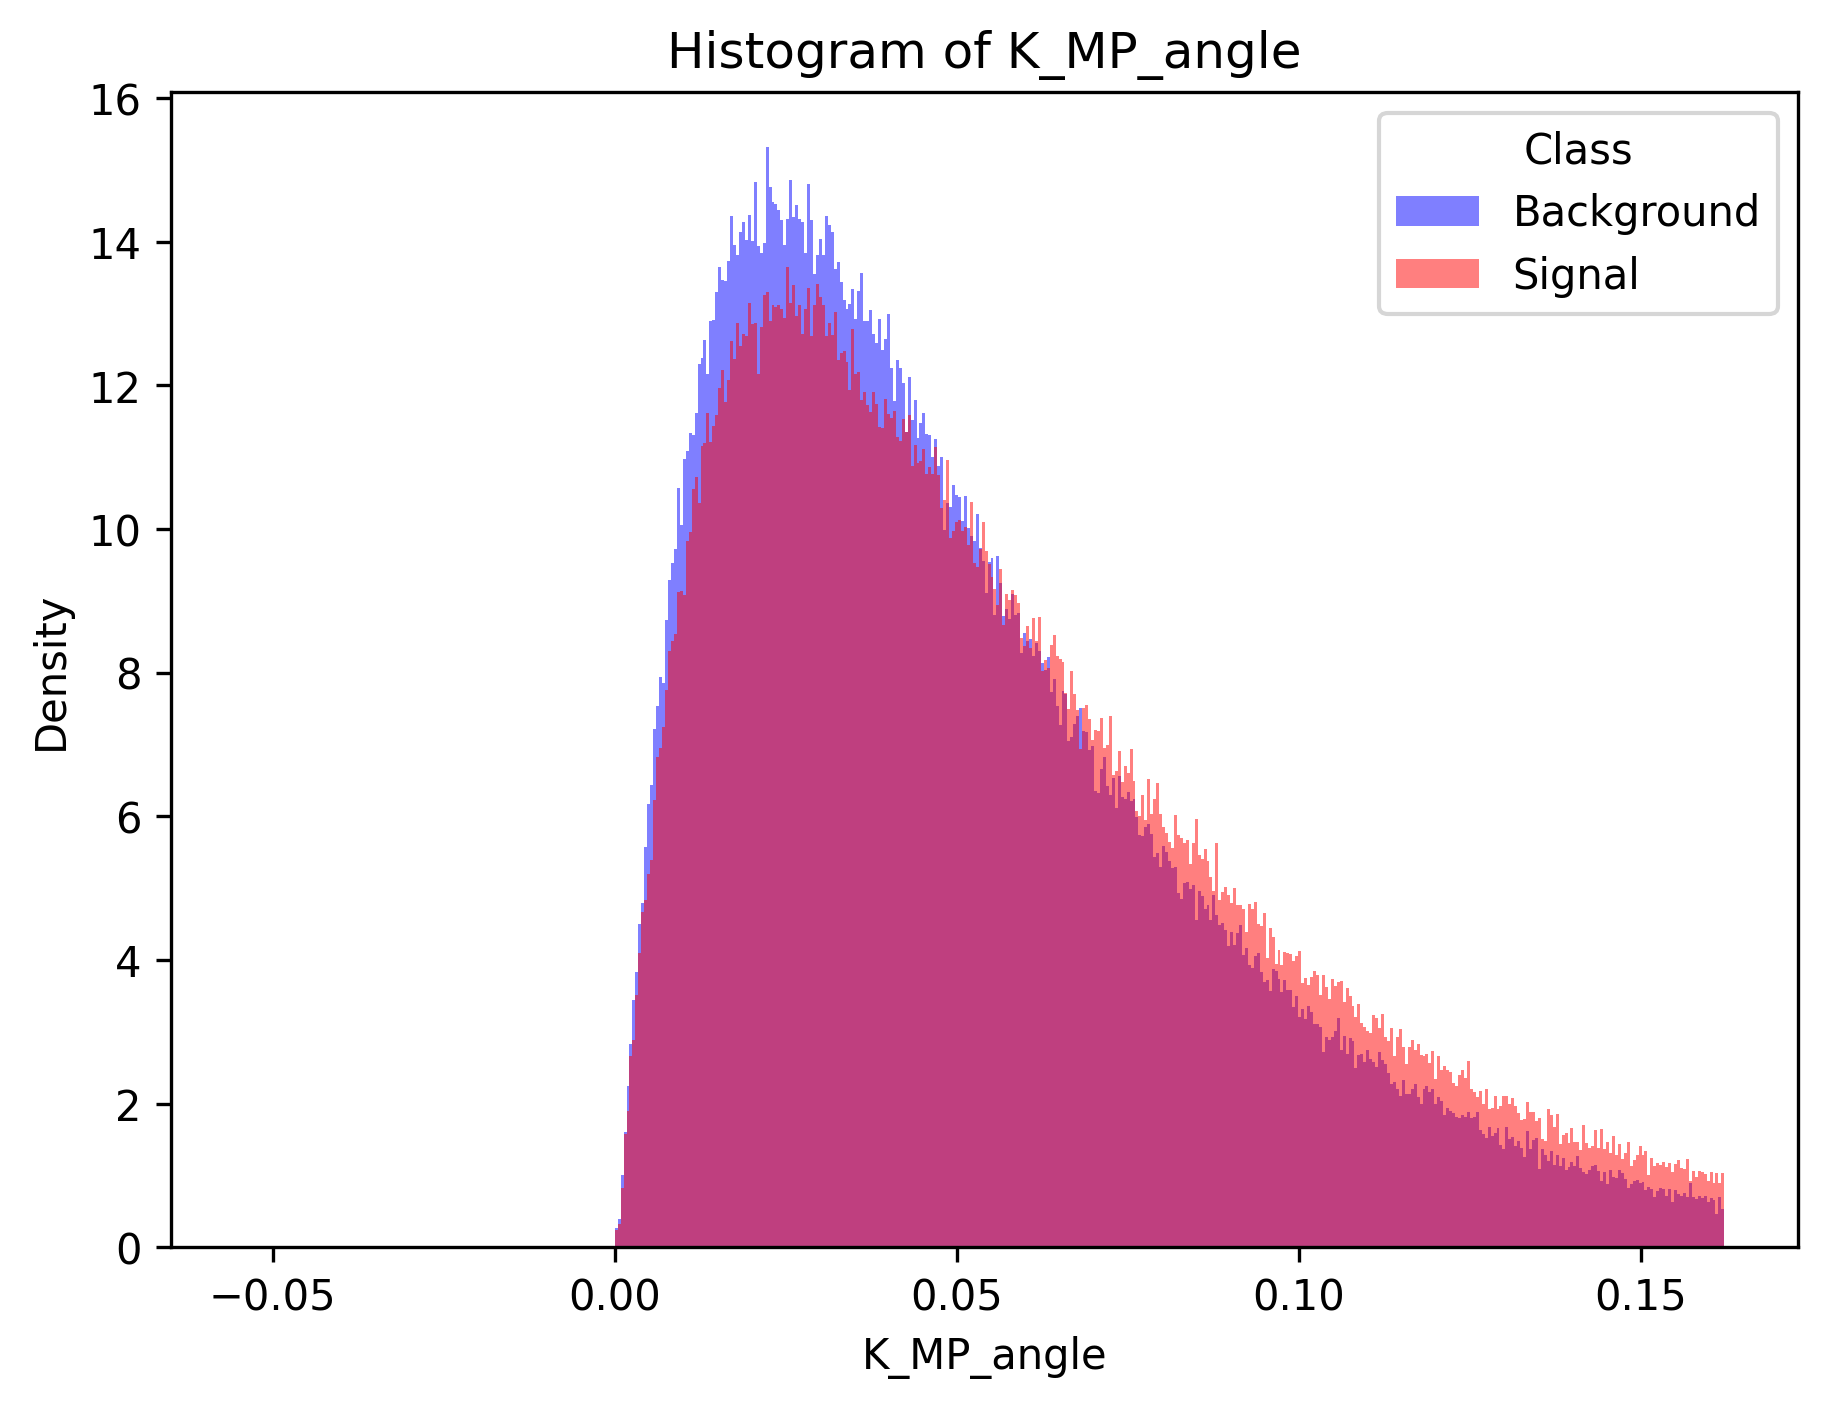 Histogram of K_MP_angle
16
14
12
10
8
6
4
2
0
Density
Class
Background
Signal
−0.05
0.00
0.05
0.10
0.15
K_MP_angle